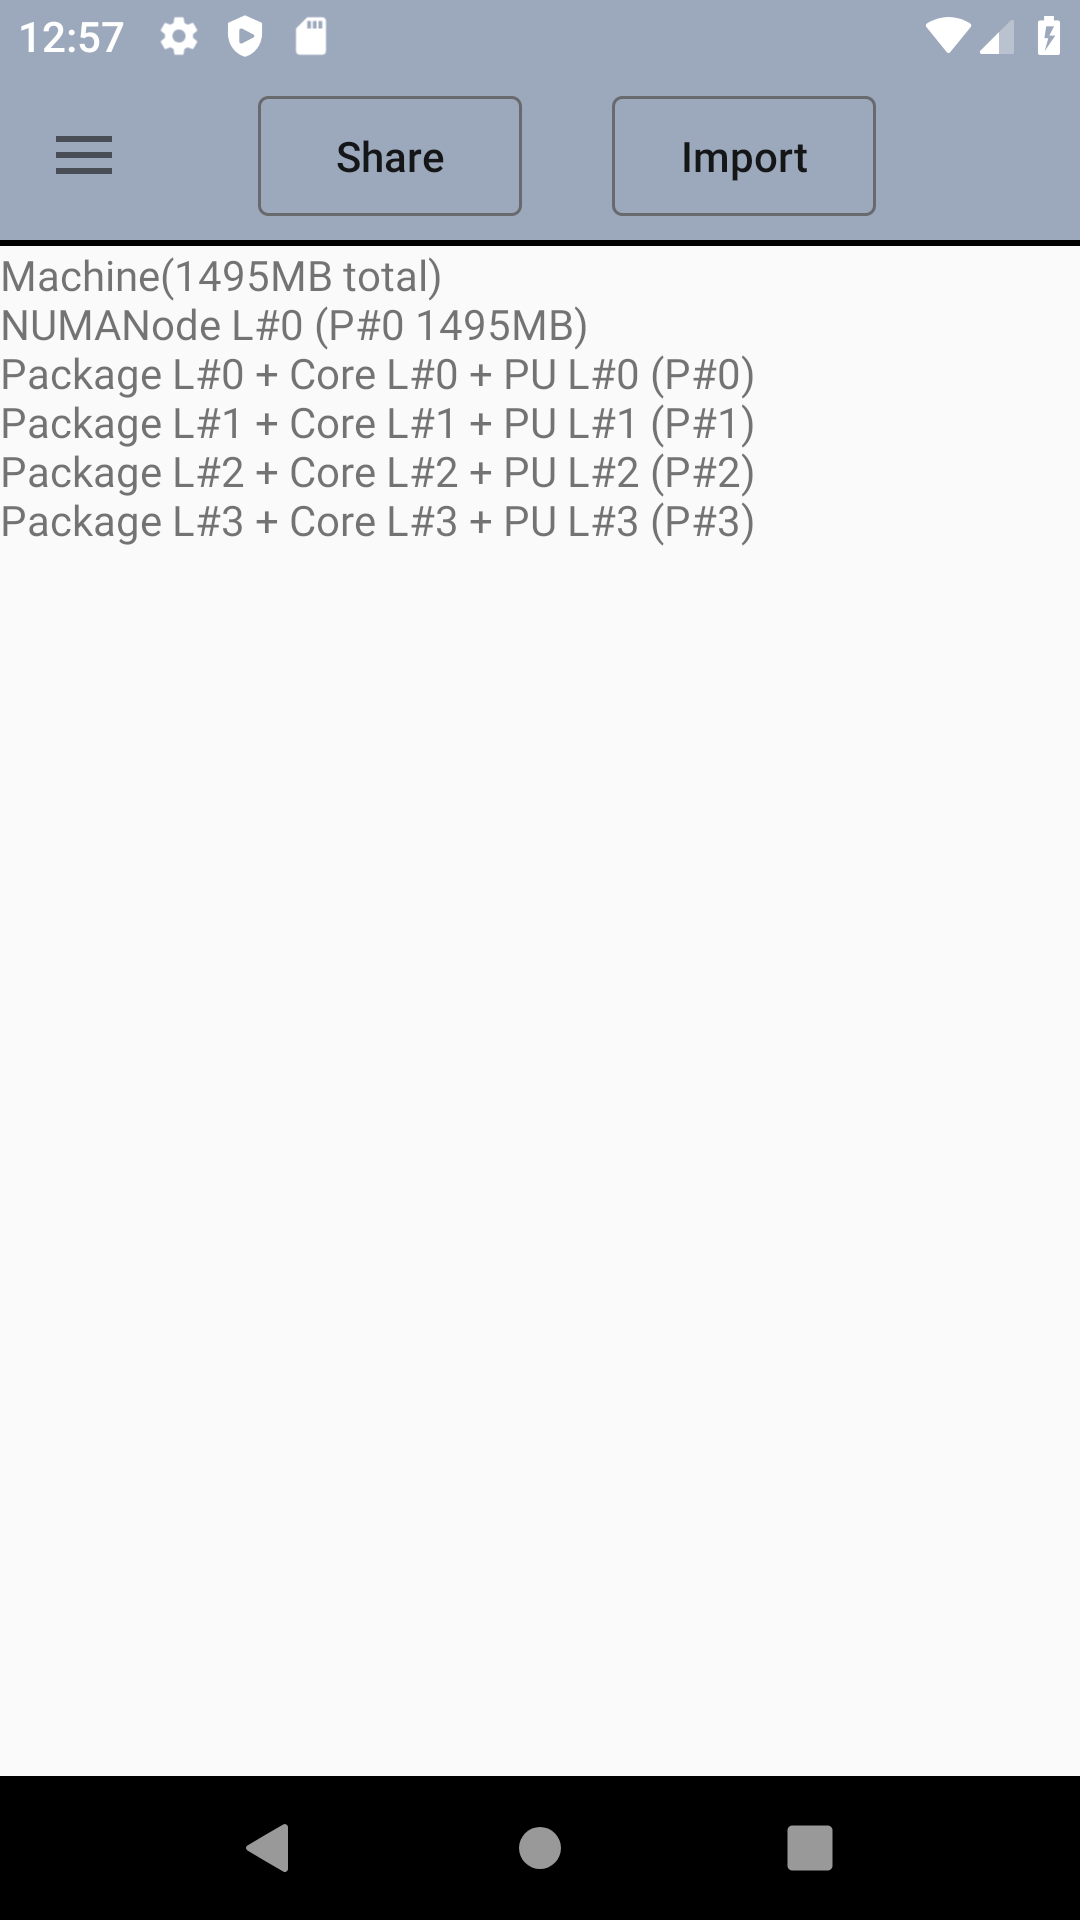 12:57
Share
Import
Machine(1495MB total)
NUMANode L#0 (P#0 1495MB)
Package L#0 + Core L#0 + PU L#0 (P#0)
Package L#1 + Core L#1 + PU L#1 (P#1)
Package L#2 + Core L#2 + PU L#2 (P#2)
Package L#3 + Core L#3 + PU L#3 (P#3)